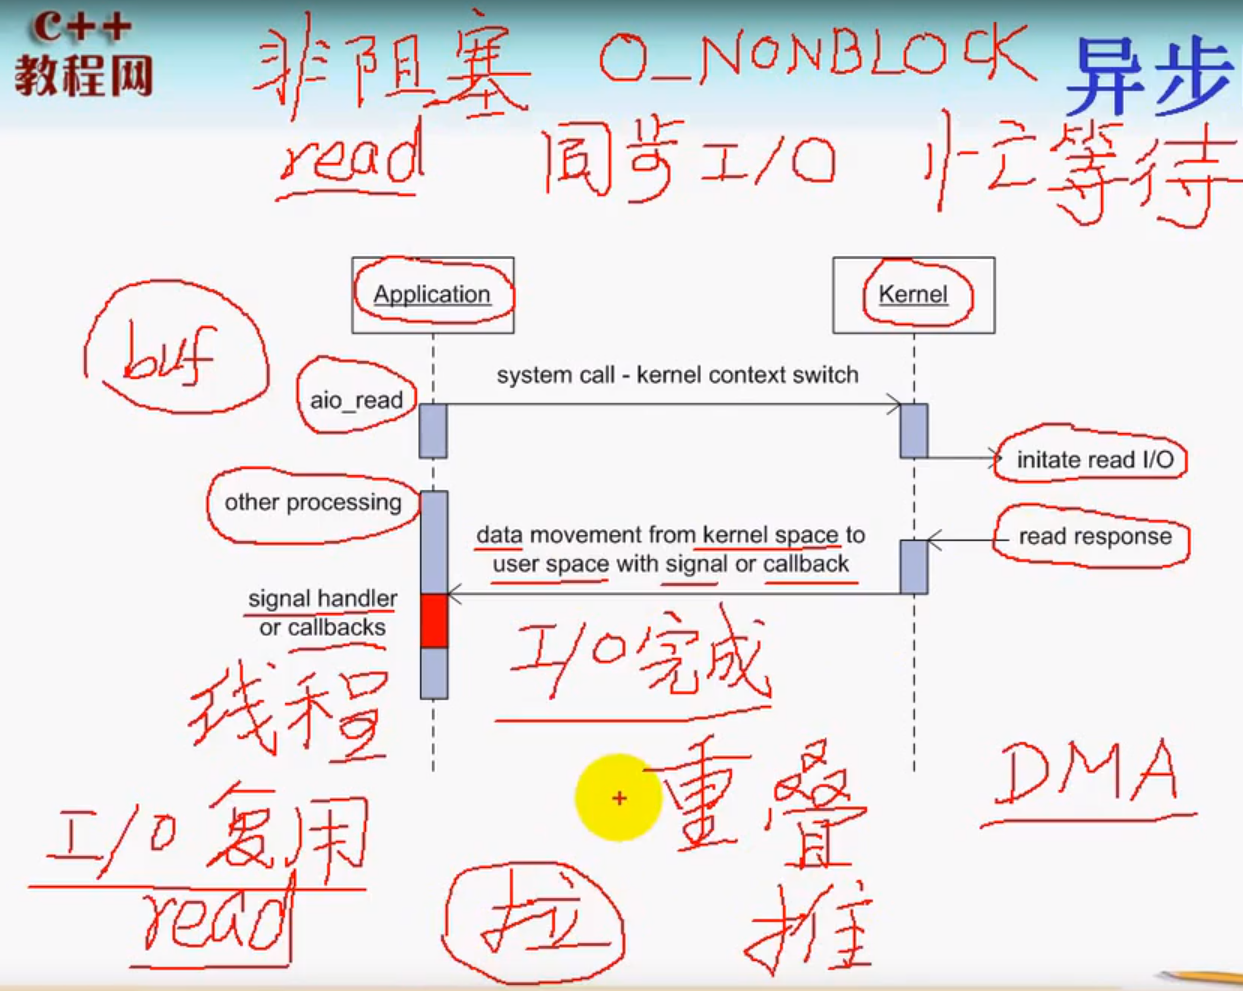 c++
教程网
非阻塞 O_NONBLOCK 异步
read 同步I/O 忙等待
Application
Kernel
buf
aio_read
system call - kernel context switch
initate read I/O
other processing
data movement from kernel space to
user space with signal or callback
read response
signal handler
or callbacks
I/O完成
线程
重叠
DMA
I/O复用
read
拉
推